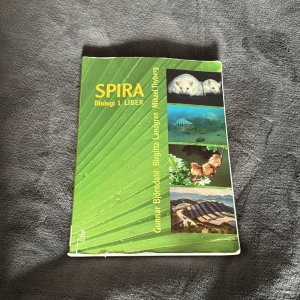 SPIRA
Biologi 1 LIBER
Gunnar Björndahl Birgitta Landgren Mikael Thyberg